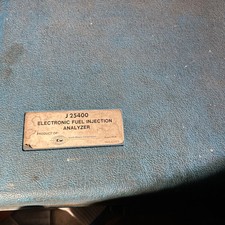 J 25400
ELECTRONIC FUEL INJECTION
ANALYZER